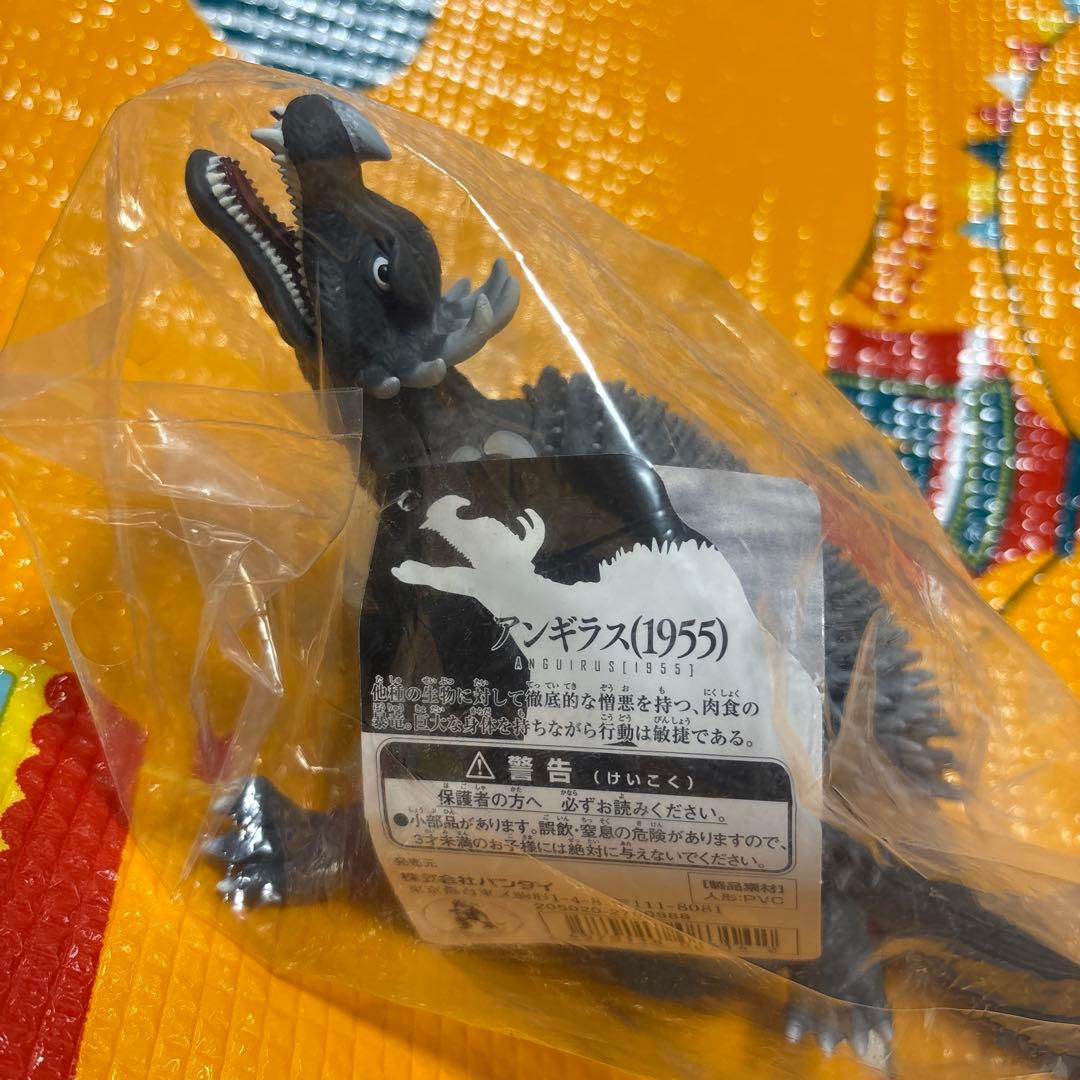 アンギラス(1955)
ANGUIRUS[1955]
他種の生物に対して徹底的な憎悪を持つ、肉食の
暴竜。巨大な身体を持ちながら行動は敏捷である。
⚠警告(けいこく)
保護者の方へ 必ずお読みください。
●小部品があります。誤飲・窒息の危険がありますので、
3才未満のお子様には絶対に与えないでください。
発売元
株式会社バンダイ
[製品素材]
人形:PVC